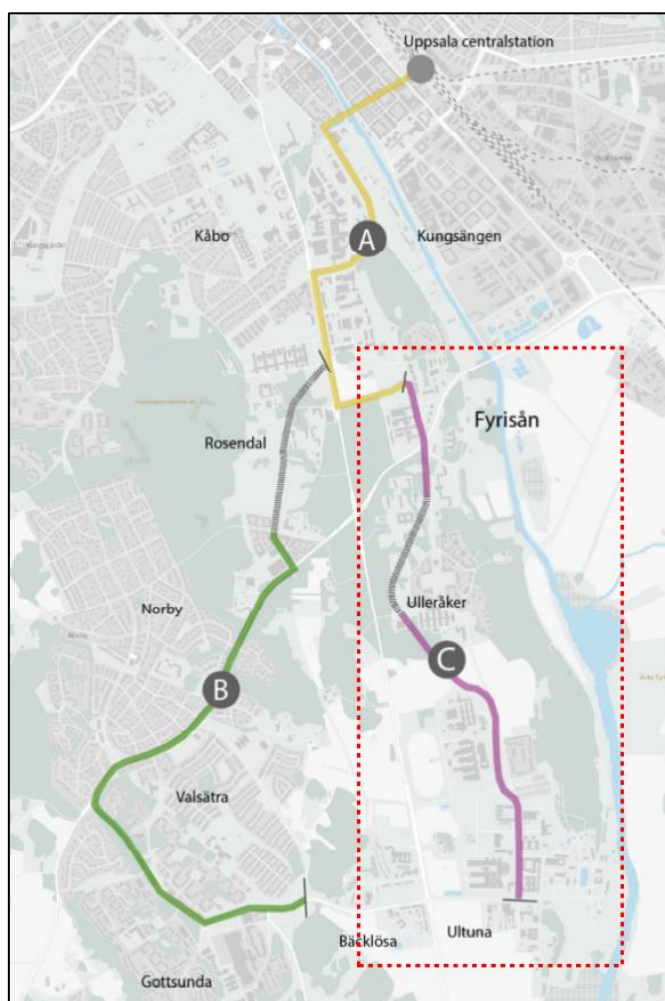 Uppsala centralstation
A
Kåbo
Kungsängen
Fyrisån
Rosendal
Norby
Ulleråker
C
B
Valsätra
Bäcklösa
Ultuna
Gottsunda